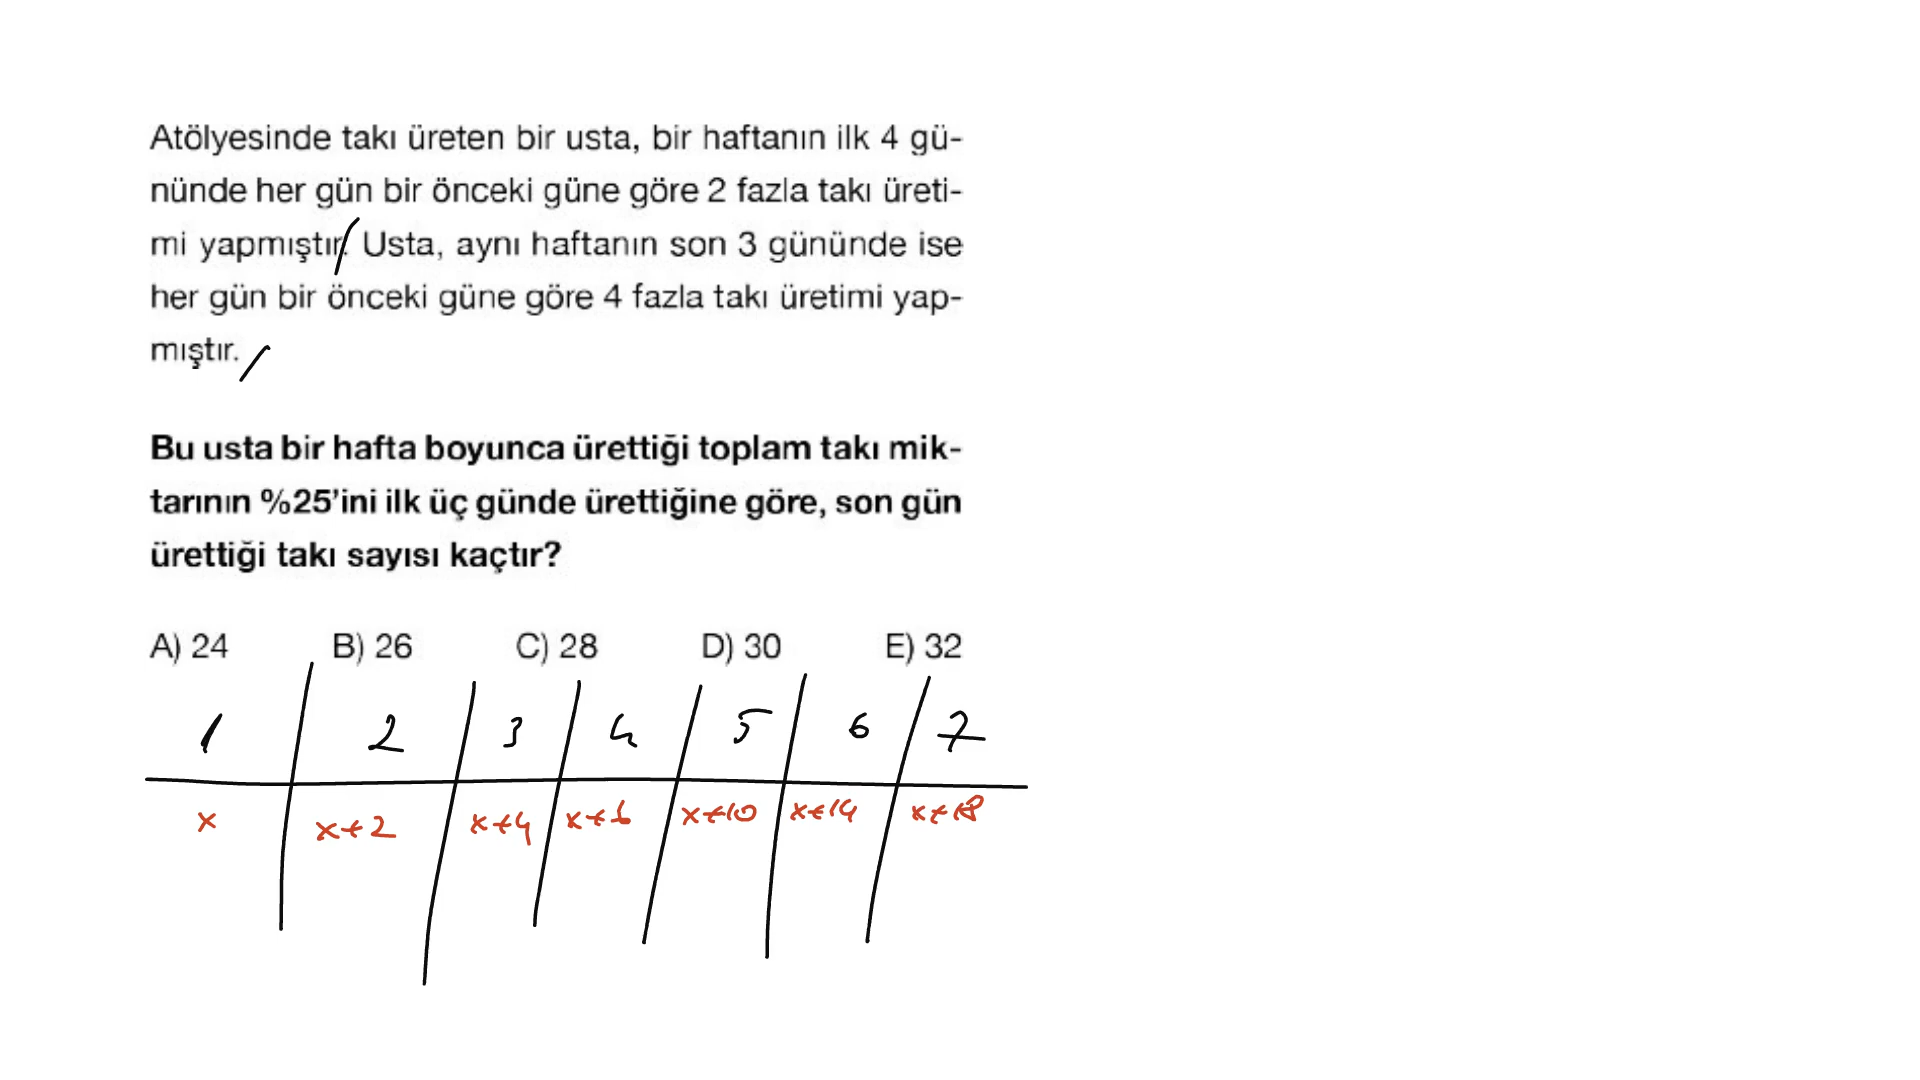 Atölyesinde takı üreten bir usta, bir haftanın ilk 4 gü-
nünde her gün bir önceki güne göre 2 fazla takı üreti-
mi yapmıştır. Usta, aynı haftanın son 3 gününde ise
her gün bir önceki güne göre 4 fazla takı üretimi yap-
mıştır.
Bu usta bir hafta boyunca ürettiği toplam takı mik-
tarının %25'ini ilk üç günde ürettiğine göre, son gün
ürettiği takı sayısı kaçtır?
A) 24 B) 26 C) 28 D) 30 E) 32
1 2 3 4 5 6 7
x x+2 x+4 x+6 x+10 x+14 x+18